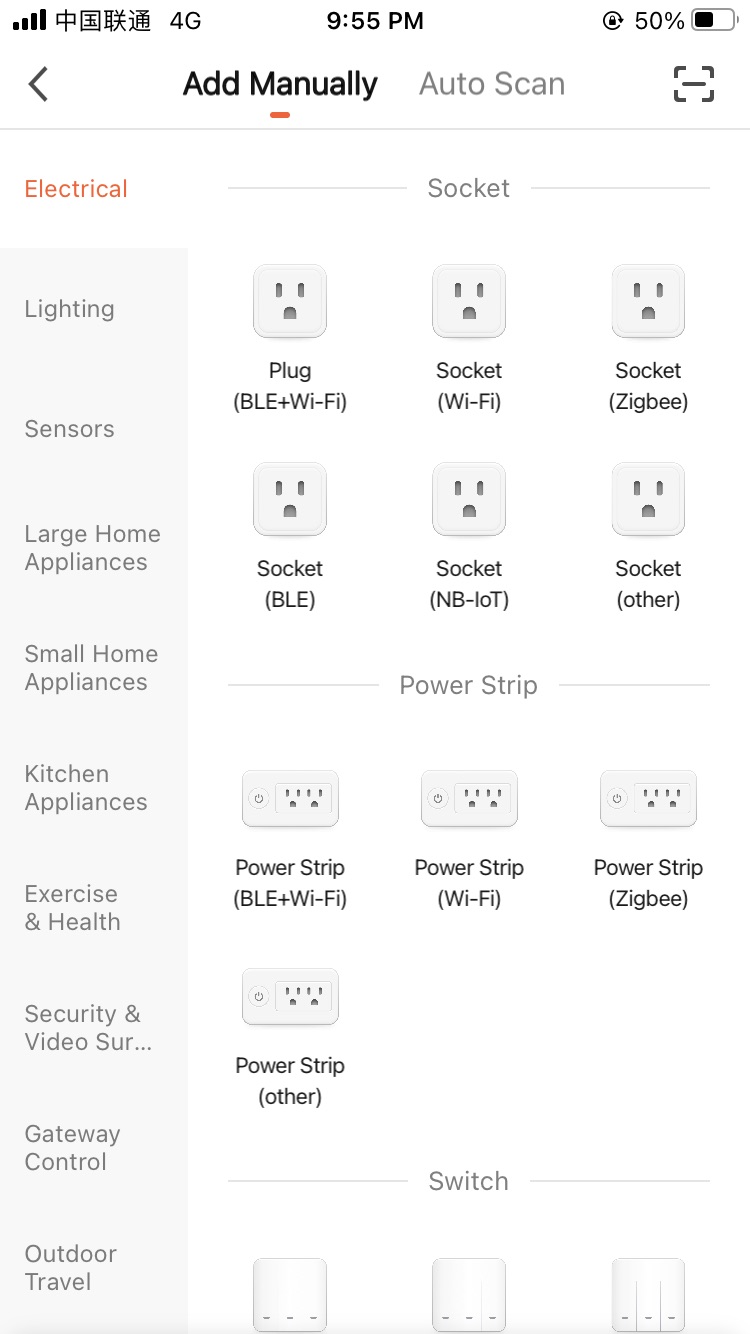 中国联通 4G 9:55 PM 50%
Add Manually Auto Scan
Electrical
Lighting
Sensors
Large Home
Appliances
Small Home
Appliances
Kitchen
Appliances
Exercise
& Health
Security &
Video Sur...
Gateway
Control
Outdoor
Travel
Socket
Plug
(BLE+Wi-Fi)
Socket
(Wi-Fi)
Socket
(Zigbee)
Socket
(BLE)
Socket
(NB-IoT)
Socket
(other)
Power Strip
Power Strip
(BLE+Wi-Fi)
Power Strip
(Wi-Fi)
Power Strip
(Zigbee)
Power Strip
(other)
Switch